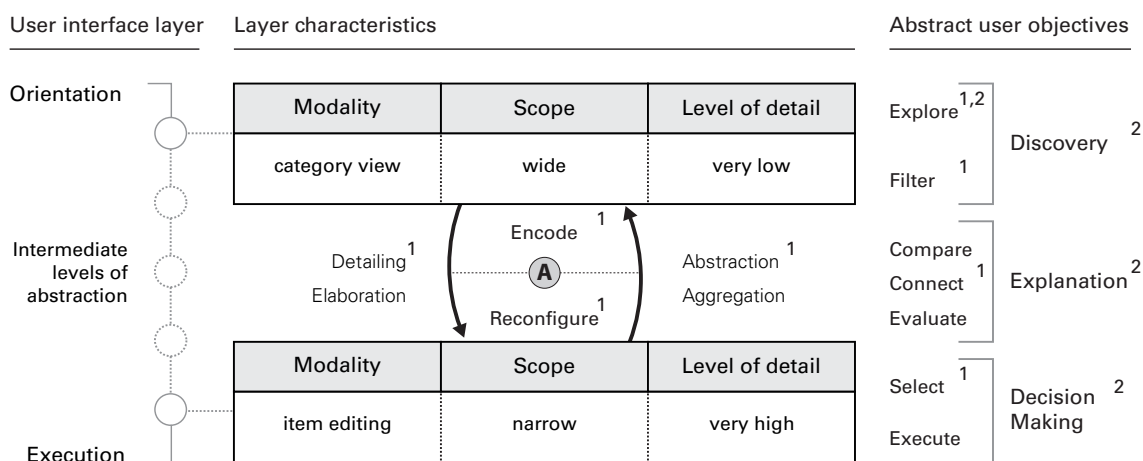 User interface layer Layer characteristics Abstract user objectives
Orientation
Modality Scope Level of detail
category view wide very low
Explore1,2
Filter 1
Discovery 2
Intermediate
levels of
abstraction
Detailing1
Elaboration
Encode 1
A
Reconfigure1
Abstraction 1
Aggregation
Compare
Connect 1
Evaluate
Explanation2
Modality Scope Level of detail
item editing narrow very high
Select 1
Execute
Decision 2
Making
Execution